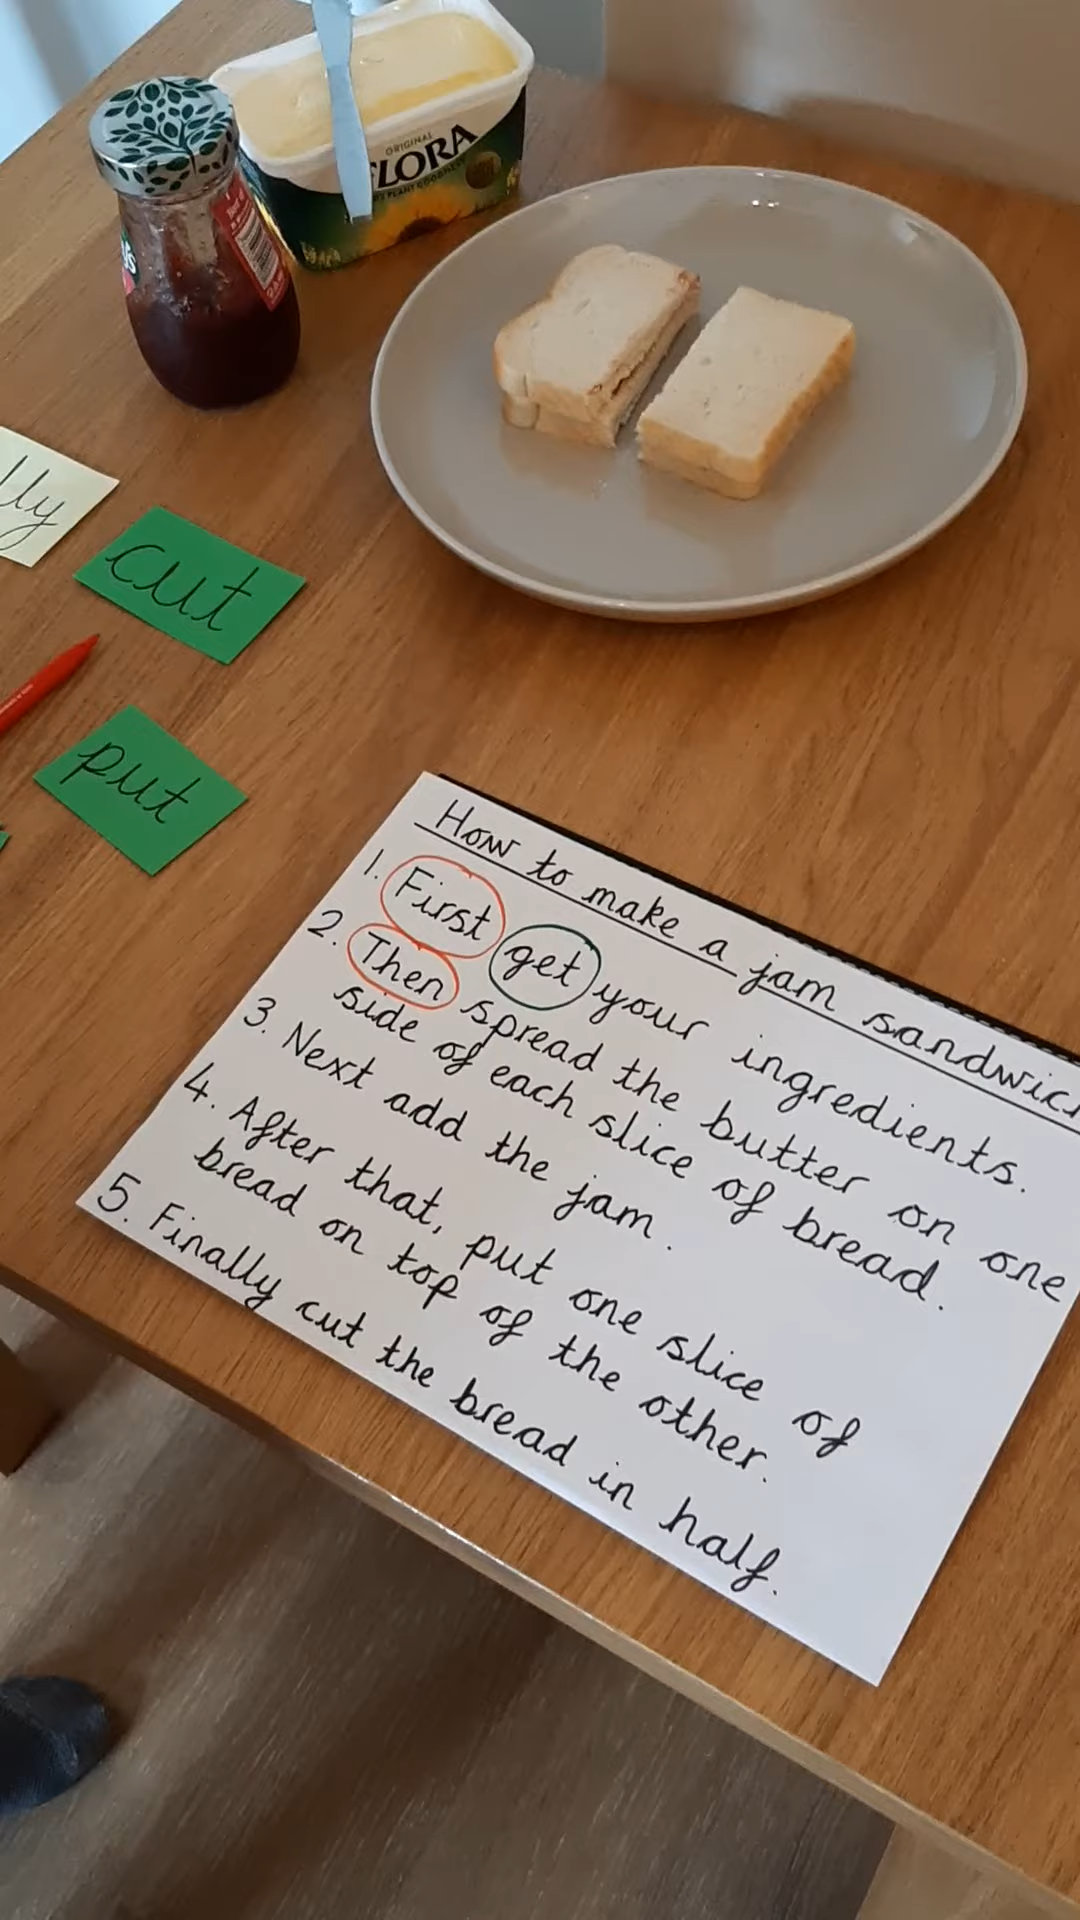 ORIGINAL
FLORA
cut
put
How to make a jam sandwich
1. First get your ingredients.
2. Then spread the butter on one
side of each slice of bread.
3. Next add the jam.
4. After that, put one slice of
bread on top of the other.
5. Finally cut the bread in half.